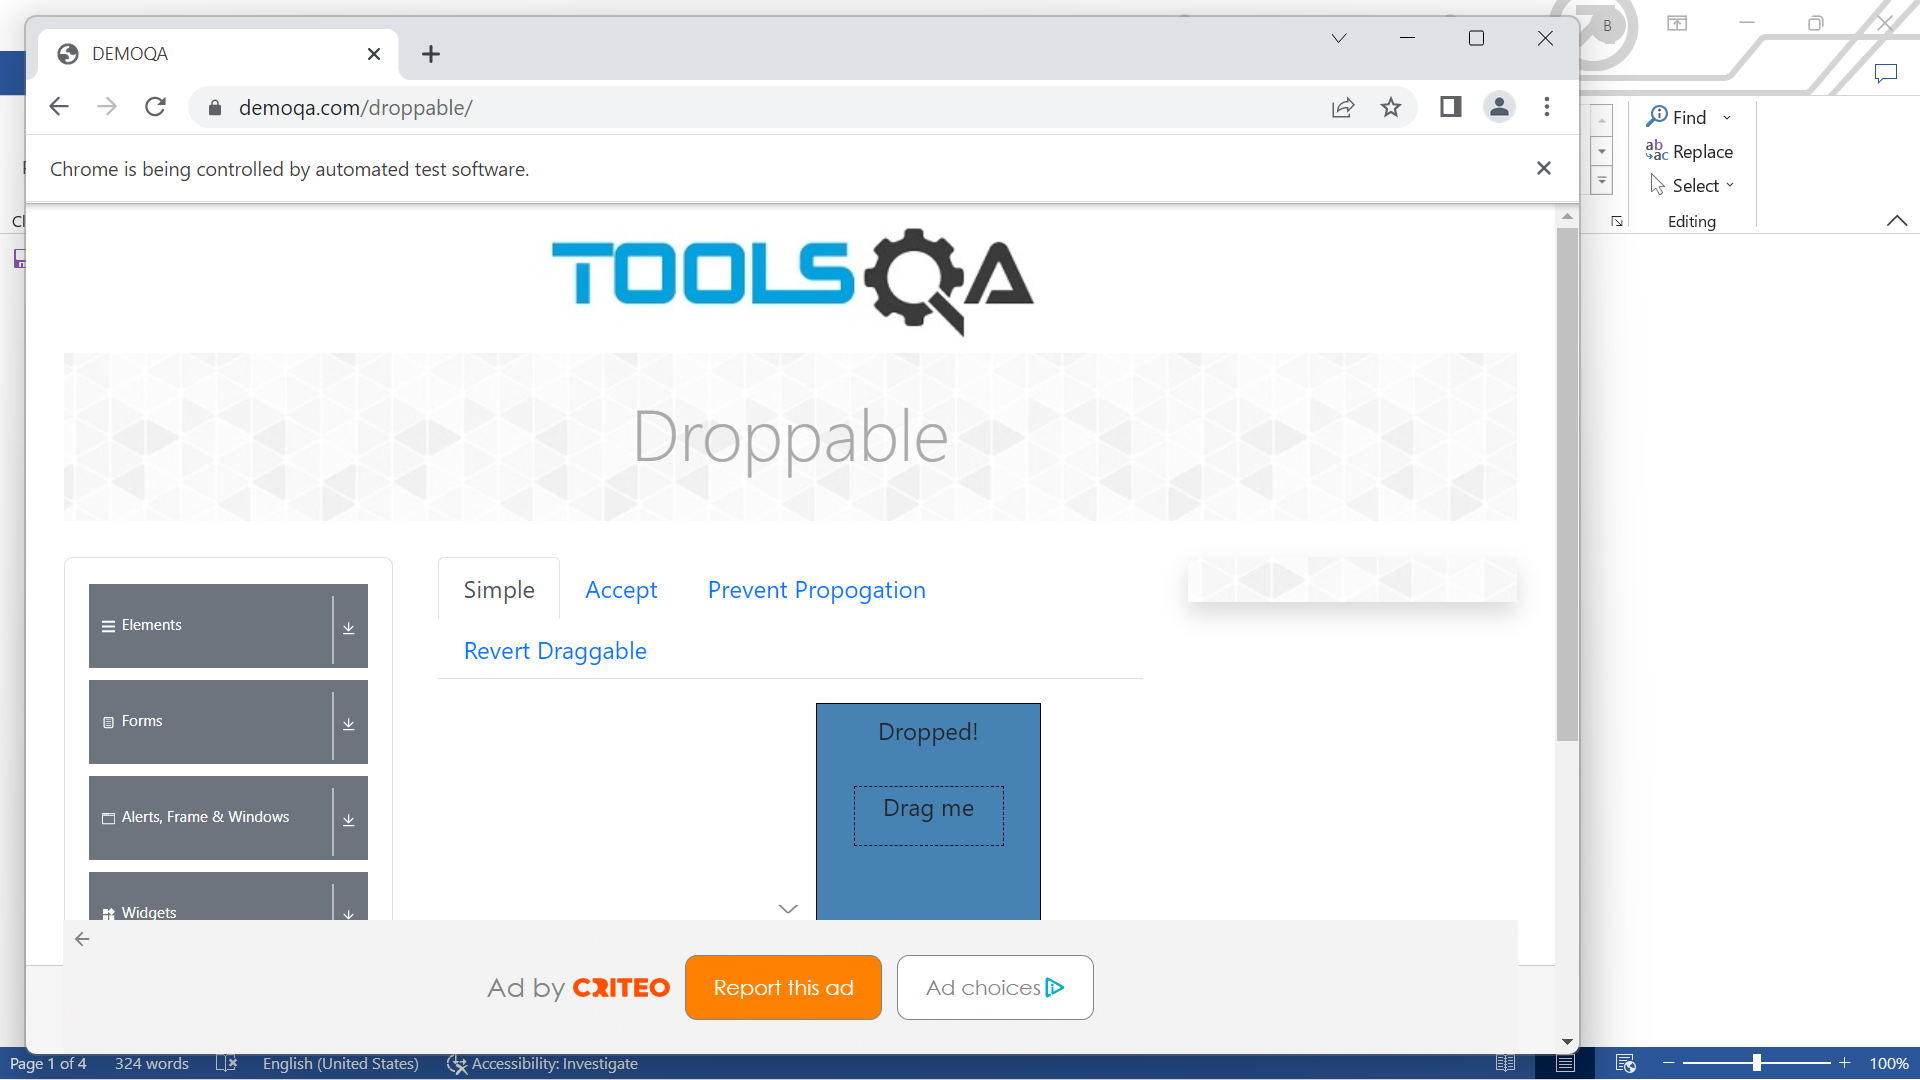 DEMOQA
B
demoqa.com/droppable/
Find
Chrome is being controlled by automated test software.
Replace
Select
Editing
TOOLSQA
Droppable
Simple
Accept
Prevent Propogation
Revert Draggable
Elements
Forms
Alerts, Frame & Windows
Widgets
Dropped!
Drag me
Ad by CRITEO
Report this ad
Ad choices
Page 1 of 4
324 words
English (United States)
Accessibility: Investigate
100%